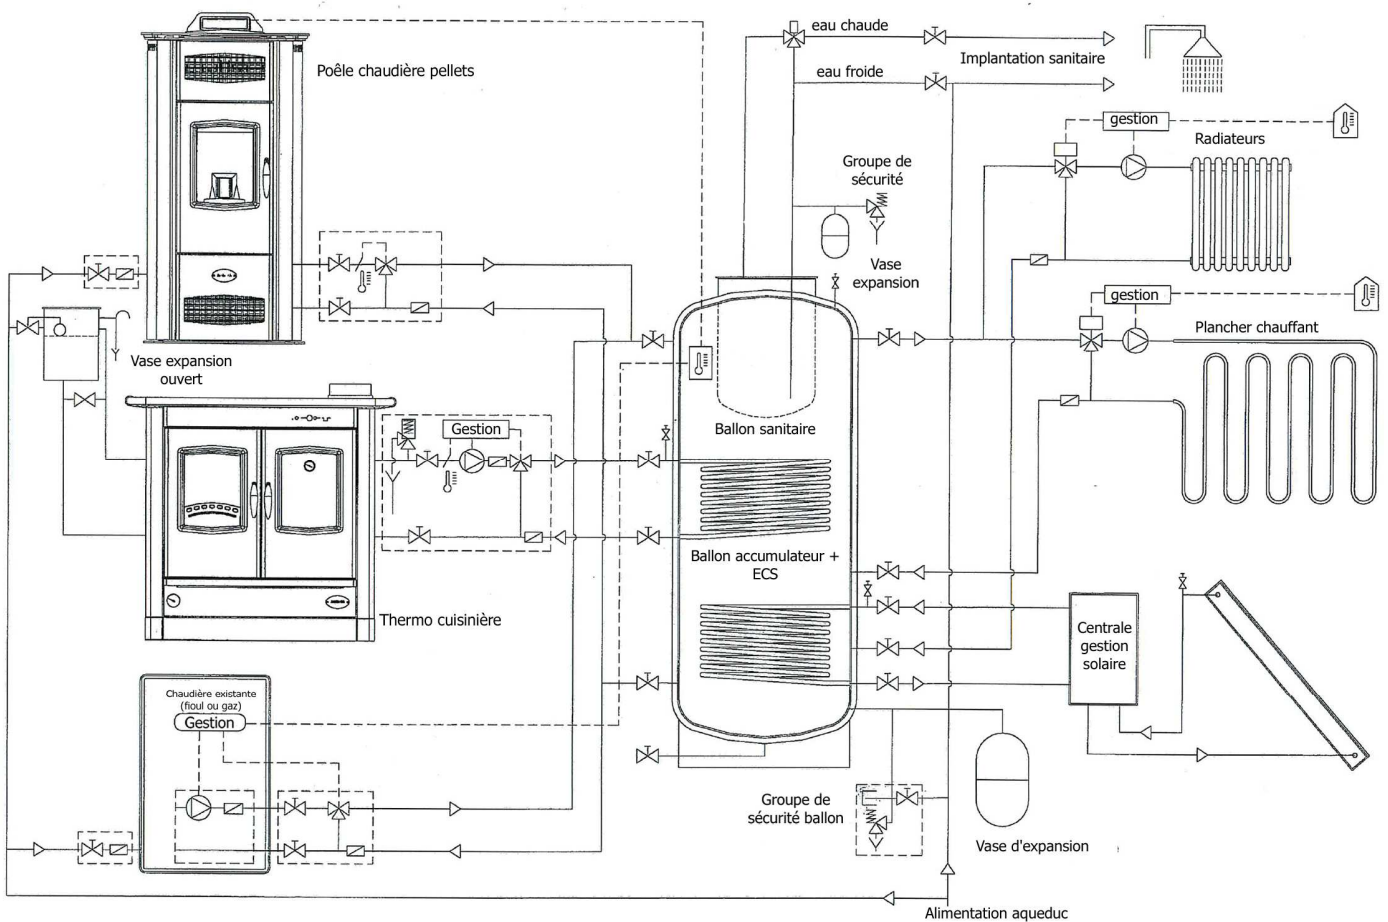 eau chaude
Implantation sanitaire
eau froide
Poêle chaudière pellets
gestion
Radiateurs
Groupe de
sécurité
Vase
expansion
gestion
Plancher chauffant
Vase expansion
ouvert
Gestion
Ballon sanitaire
Ballon accumulateur +
ECS
Thermo cuisinière
Centrale
gestion
solaire
Chaudière existante
(fioul ou gaz)
Gestion
Groupe de
sécurité ballon
Vase d'expansion
Alimentation aqueduc